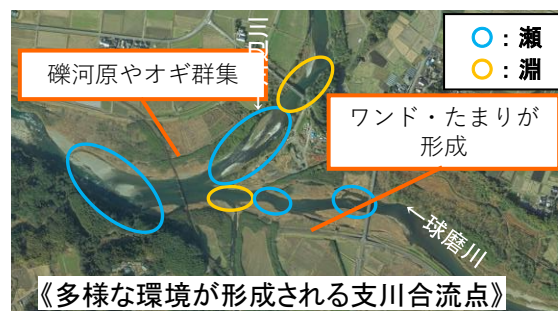 ：瀬
：淵
礫河原やオギ群集
辺川
ワンド・たまりが
形成
←球磨川
《多様な環境が形成される支川合流点》